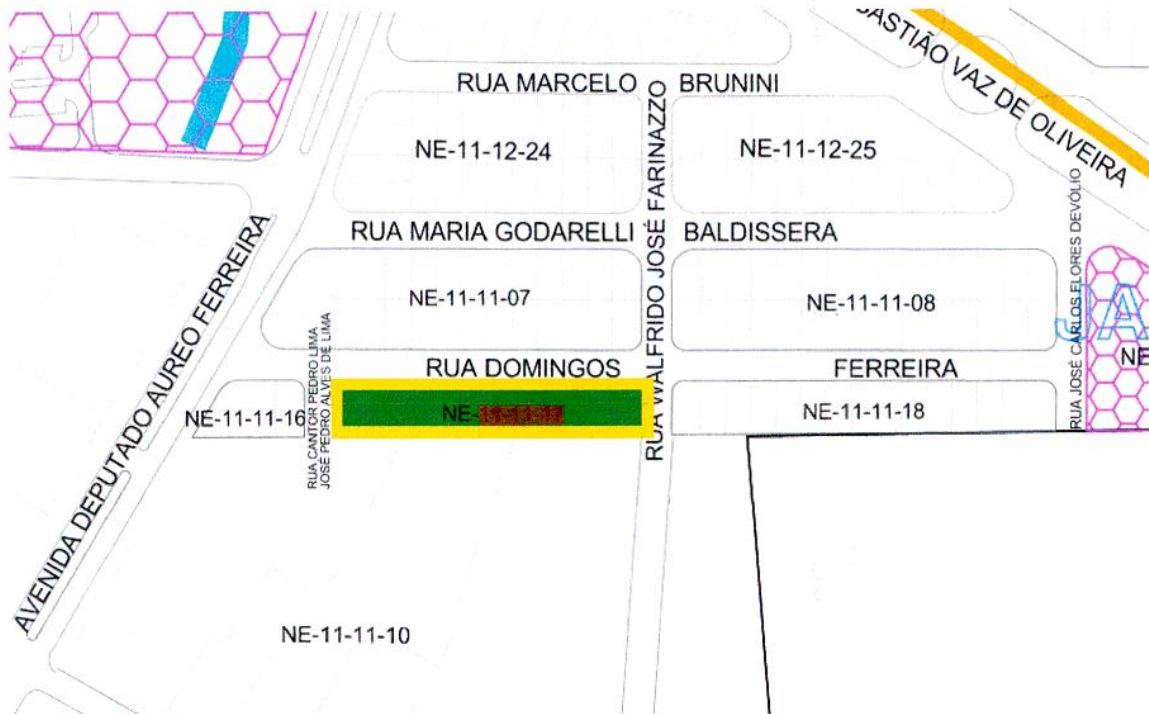 SEBASTIÃO VAZ DE OLIVEIRA
RUA MARCELO BRUNINI
NE-11-12-24
NE-11-12-25
RUA MARIA GODARELLI BALDISSERA
NE-11-11-07
NE-11-11-08
RUA WALFRIDO JOSÉ FARINAZZO
RUA JOSÉ CARLOS FLORES DEVÓLIO
AVENIDA DEPUTADO AUREO FERREIRA
JA
NE
RUA DOMINGOS FERREIRA
NE-11-11-16
RUA CANTOR PEDRO LIMA
JOSÉ PEDRO ALVES DE LIMA
NE-
NE-11-11-18
NE-11-11-10